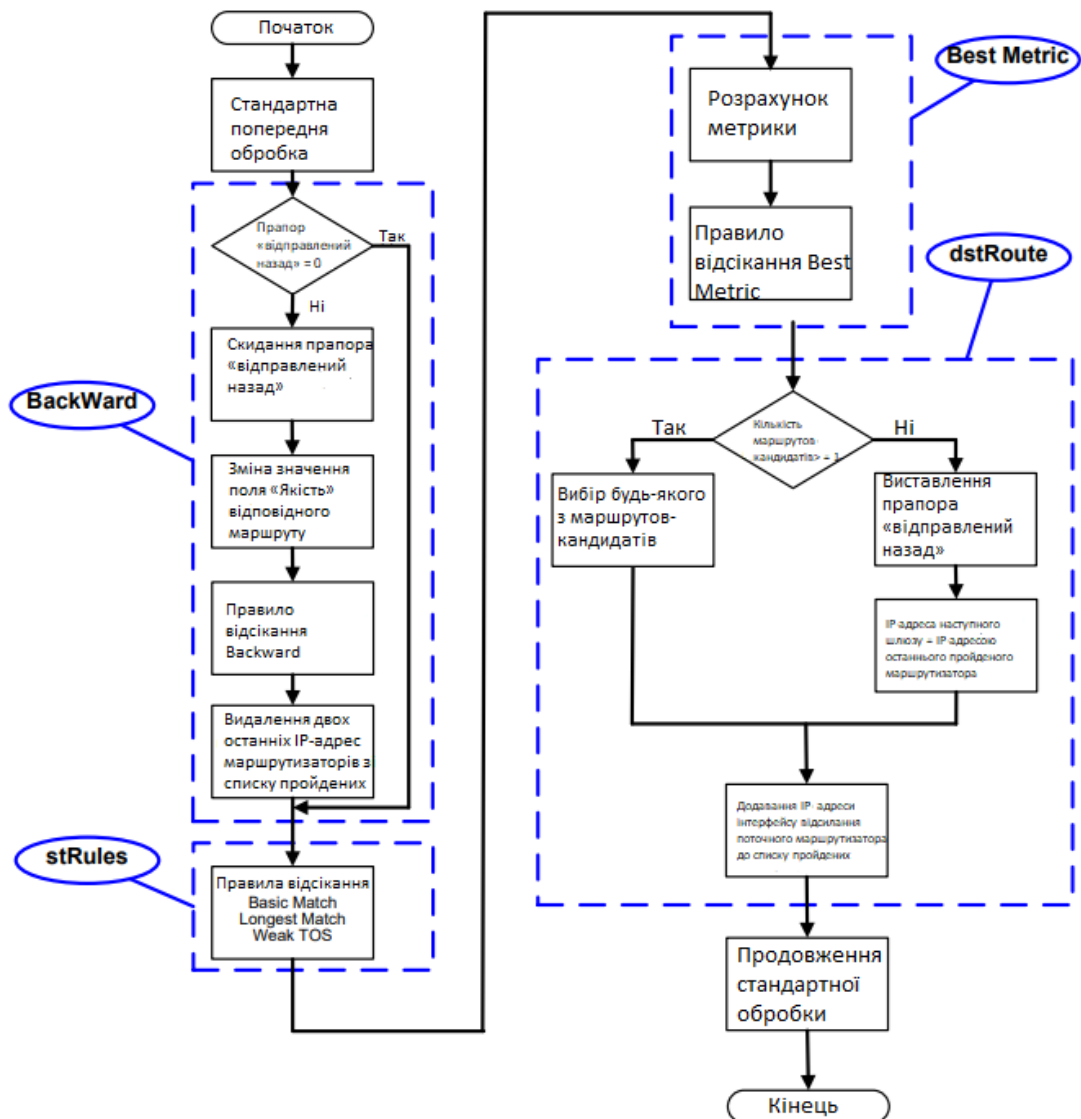 Початок
Стандартна
попередня
обробка
Прапор
«відправлений
назад» = 0
Так
Ні
Скидання прапора
«відправлений
назад»
BackWard
Зміна значення
поля «Якість»
відповідного
маршруту
Правило
відсікання
Backward
Видалення двох
останніх IP-адрес
маршрутизаторів з
списку пройдених
stRules
Правила відсікання
Basic Match
Longest Match
Weak TOS
Best Metric
Розрахунок
метрики
Правило
відсікання Best
Metric
dstRoute
Кількість
маршрутов-
кандидатів> = 1
Так
Ні
Вибір будь-якого
з маршрутов-
кандидатів
Виставлення
прапора
«відправлений
назад»
IP-адреса наступного
шлюзу = IP-адресою
останнього пройденого
маршрутизатора
Додавання IP- адреси
інтерфейсу відсилання
поточного маршрутизатора
до списку пройдених
Продовження
стандартної
обробки
Кінець